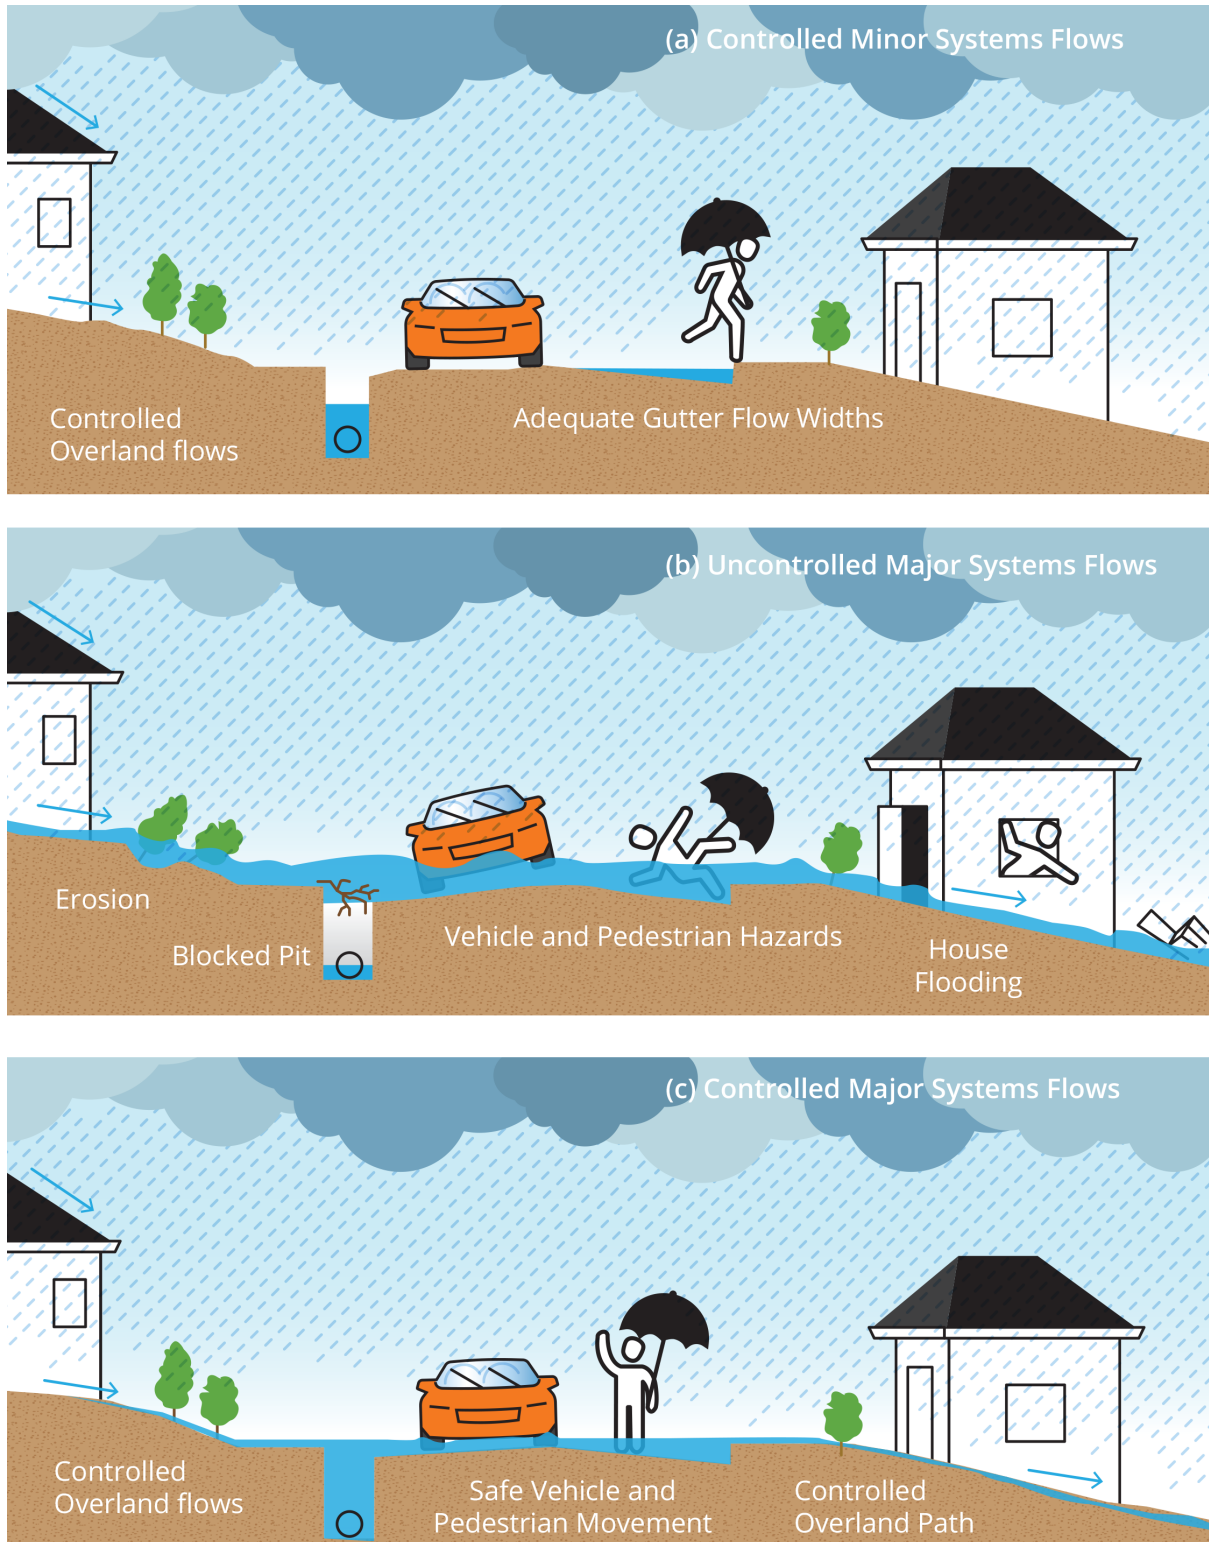 (a) Controlled Minor Systems Flows
Controlled
Overland flows
Adequate Gutter Flow Widths
(b) Uncontrolled Major Systems Flows
Erosion
Blocked Pit
Vehicle and Pedestrian Hazards
House
Flooding
(c) Controlled Major Systems Flows
Controlled
Overland flows
Safe Vehicle and
Pedestrian Movement
Controlled
Overland Path